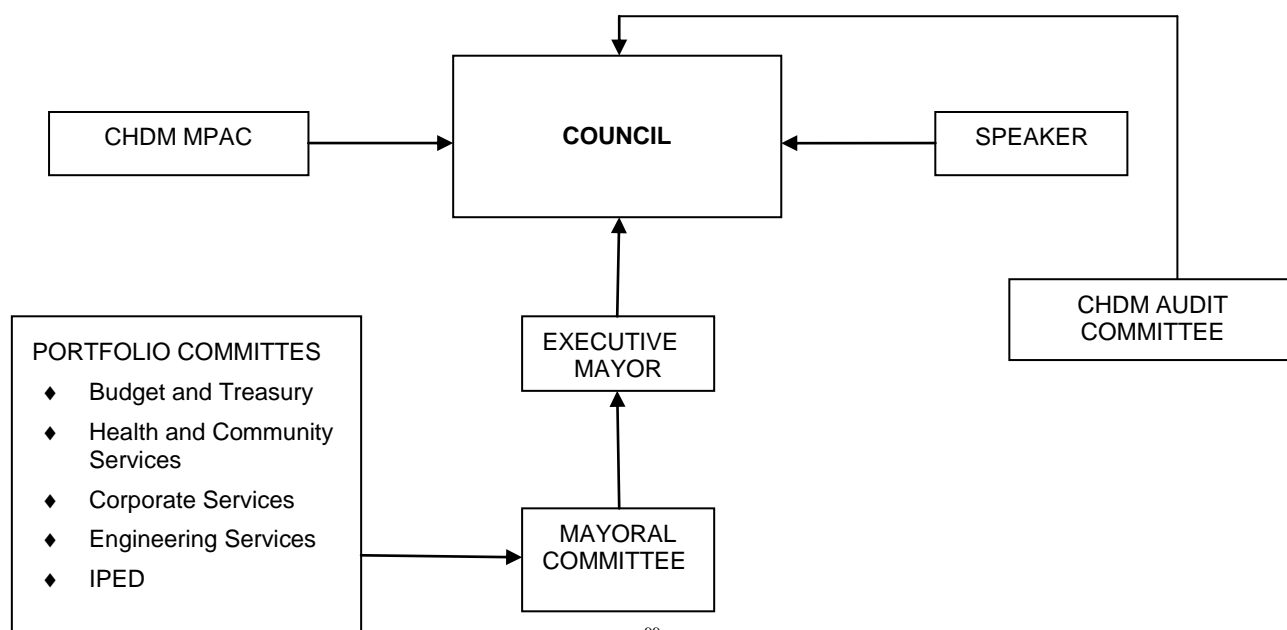 CHDM MPAC
COUNCIL
SPEAKER
CHDM AUDIT
COMMITTEE
EXECUTIVE
MAYOR
PORTFOLIO COMMITTES
♦ Budget and Treasury
♦ Health and Community
Services
♦ Corporate Services
♦ Engineering Services
♦ IPED
MAYORAL
COMMITTEE